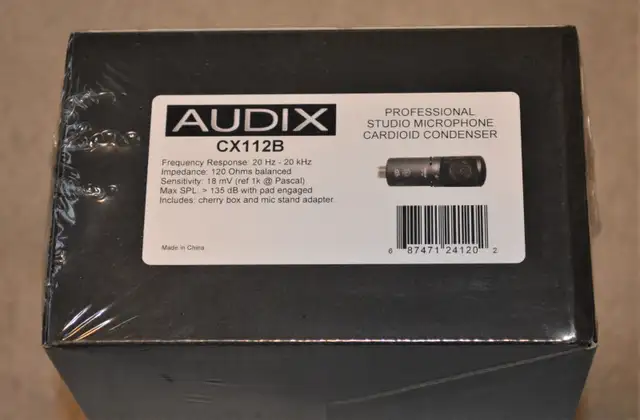 AUDIX
CX112B
Frequency Response: 20 Hz - 20 kHz
Impedance: 120 Ohms balanced
Sensitivity: 18 mV (ref 1k @ Pascal)
Max SPL: > 135 dB with pad engaged
Includes: cherry box and mic stand adapter.
Made in China
PROFESSIONAL
STUDIO MICROPHONE
CARDIOID CONDENSER
6 87471 24120 2